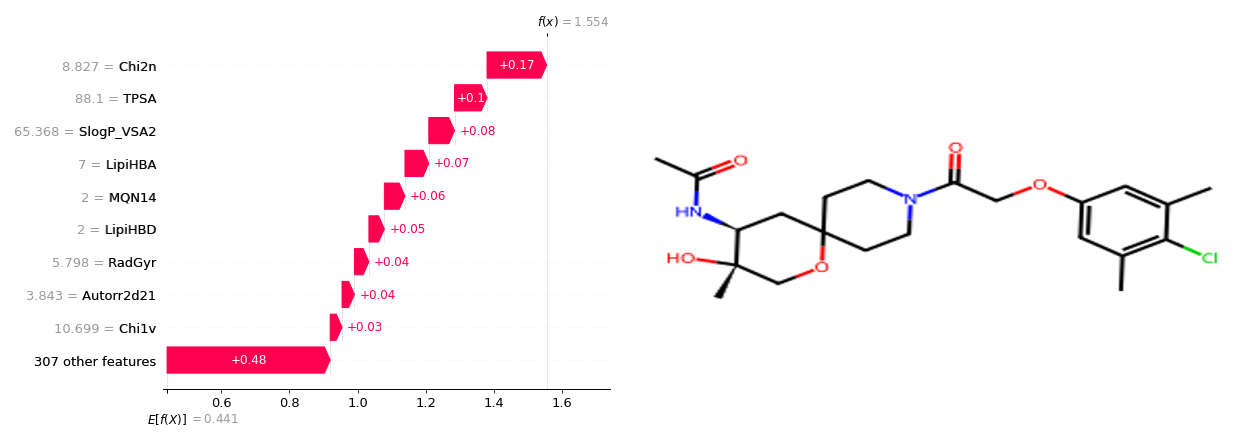 f(x) = 1.554
8.827 = Chi2n
+0.17
88.1 = TPSA
+0.1
65.368 = SlogP_VSA2
+0.08
7 = LipiHBA
+0.07
2 = MQN14
+0.06
2 = LipiHBD
+0.05
5.798 = RadGyr
+0.04
3.843 = Autorr2d21
+0.04
10.699 = Chi1v
+0.03
307 other features
+0.48
0.6 0.8 1.0 1.2 1.4 1.6
E[f(X)] = 0.441
O
O
O
HN
N
HO
O
Cl